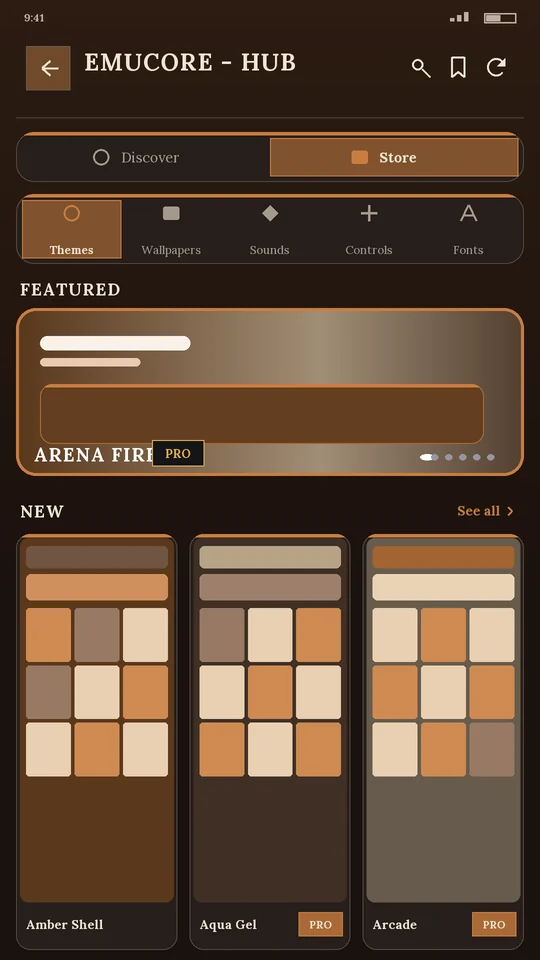 9:41
EMUCORE - HUB
Discover
Store
Themes
Wallpapers
Sounds
Controls
Fonts
FEATURED
ARENA FIRE PRO
NEW
See all
Amber Shell
Aqua Gel PRO
Arcade PRO